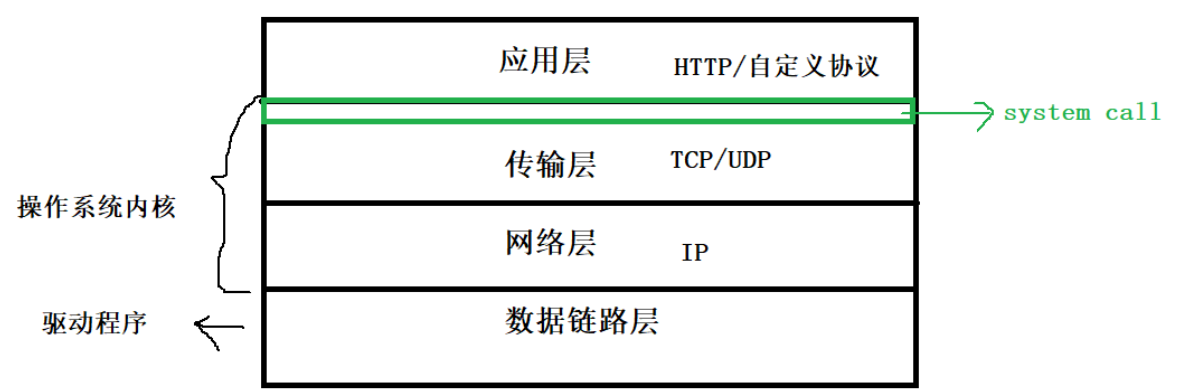 应用层 HTTP/自定义协议
system call
传输层 TCP/UDP
操作系统内核
网络层 IP
驱动程序
数据链路层